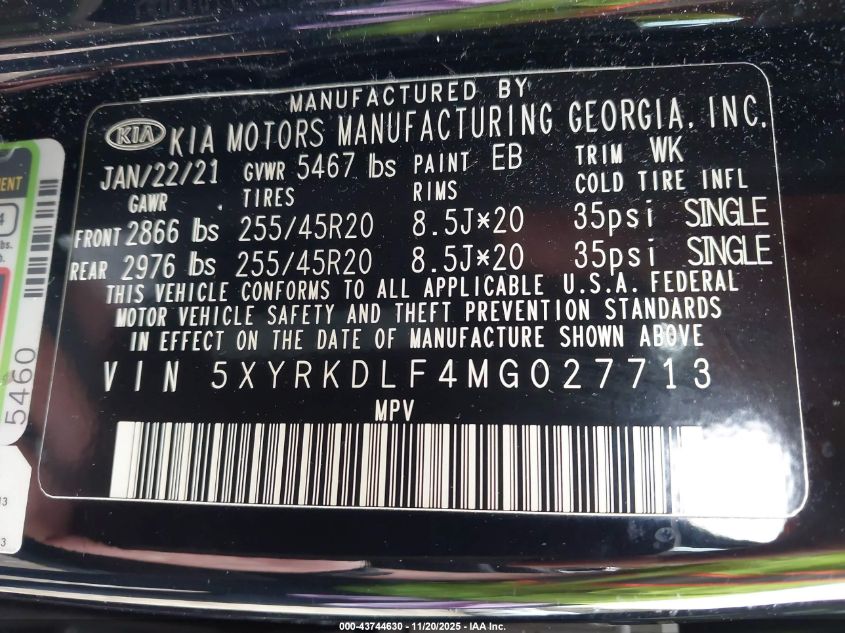 MANUFACTURED BY
KIA KIA MOTORS MANUFACTURING GEORGIA, INC.
JAN/22/21 GVWR 5467 lbs PAINT EB TRIM WK
GAWR TIRES RIMS COLD TIRE INFL
FRONT 2866 lbs 255/45R20 8.5J×20 35psi SINGLE
REAR 2976 lbs 255/45R20 8.5J×20 35psi SINGLE
THIS VEHICLE CONFORMS TO ALL APPLICABLE U.S.A. FEDERAL
MOTOR VEHICLE SAFETY AND THEFT PREVENTION STANDARDS
IN EFFECT ON THE DATE OF MANUFACTURE SHOWN ABOVE
VIN 5XYRKDLF4MG027713
MPV
5460
000-43744630 - 11/20/2025 - IAA Inc.